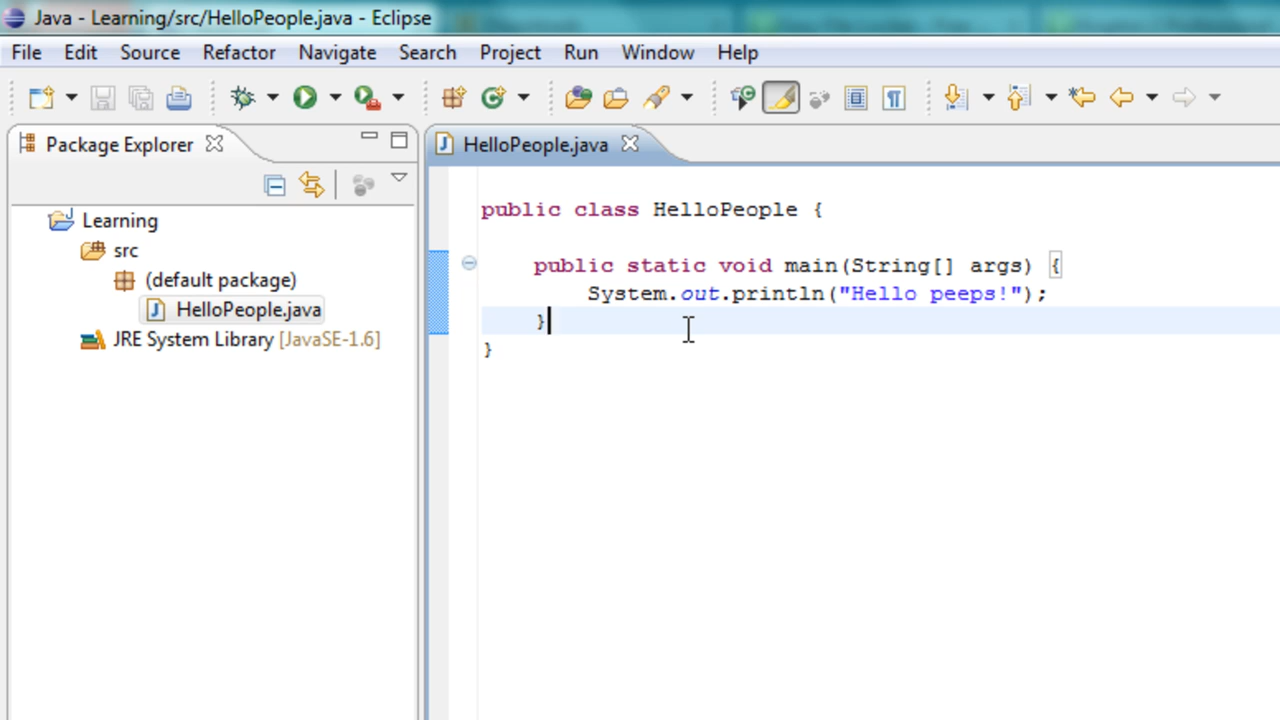 Java - Learning/src/HelloPeople.java - Eclipse
File Edit Source Refactor Navigate Search Project Run Window Help
Package Explorer
HelloPeople.java
Learning
src
(default package)
HelloPeople.java
JRE System Library [JavaSE-1.6]
public class HelloPeople {
public static void main(String[] args) {
System.out.println("Hello peeps!");
}
}